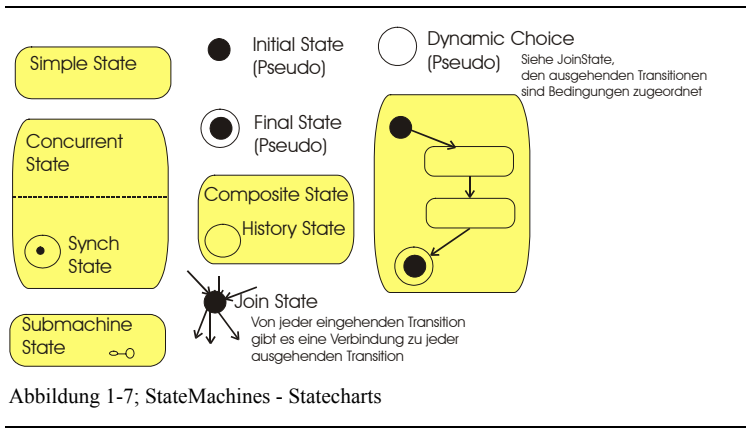 Simple State
Initial State
(Pseudo)
Dynamic Choice
(Pseudo)
Siehe JoinState,
den ausgehenden Transitionen
sind Bedingungen zugeordnet
Concurrent
State
Synch
State
Final State
(Pseudo)
Composite State
History State
Submachine
State
Join State
Von jeder eingehenden Transition
gibt es eine Verbindung zu jeder
ausgehenden Transition
Abbildung 1-7; StateMachines - Statecharts